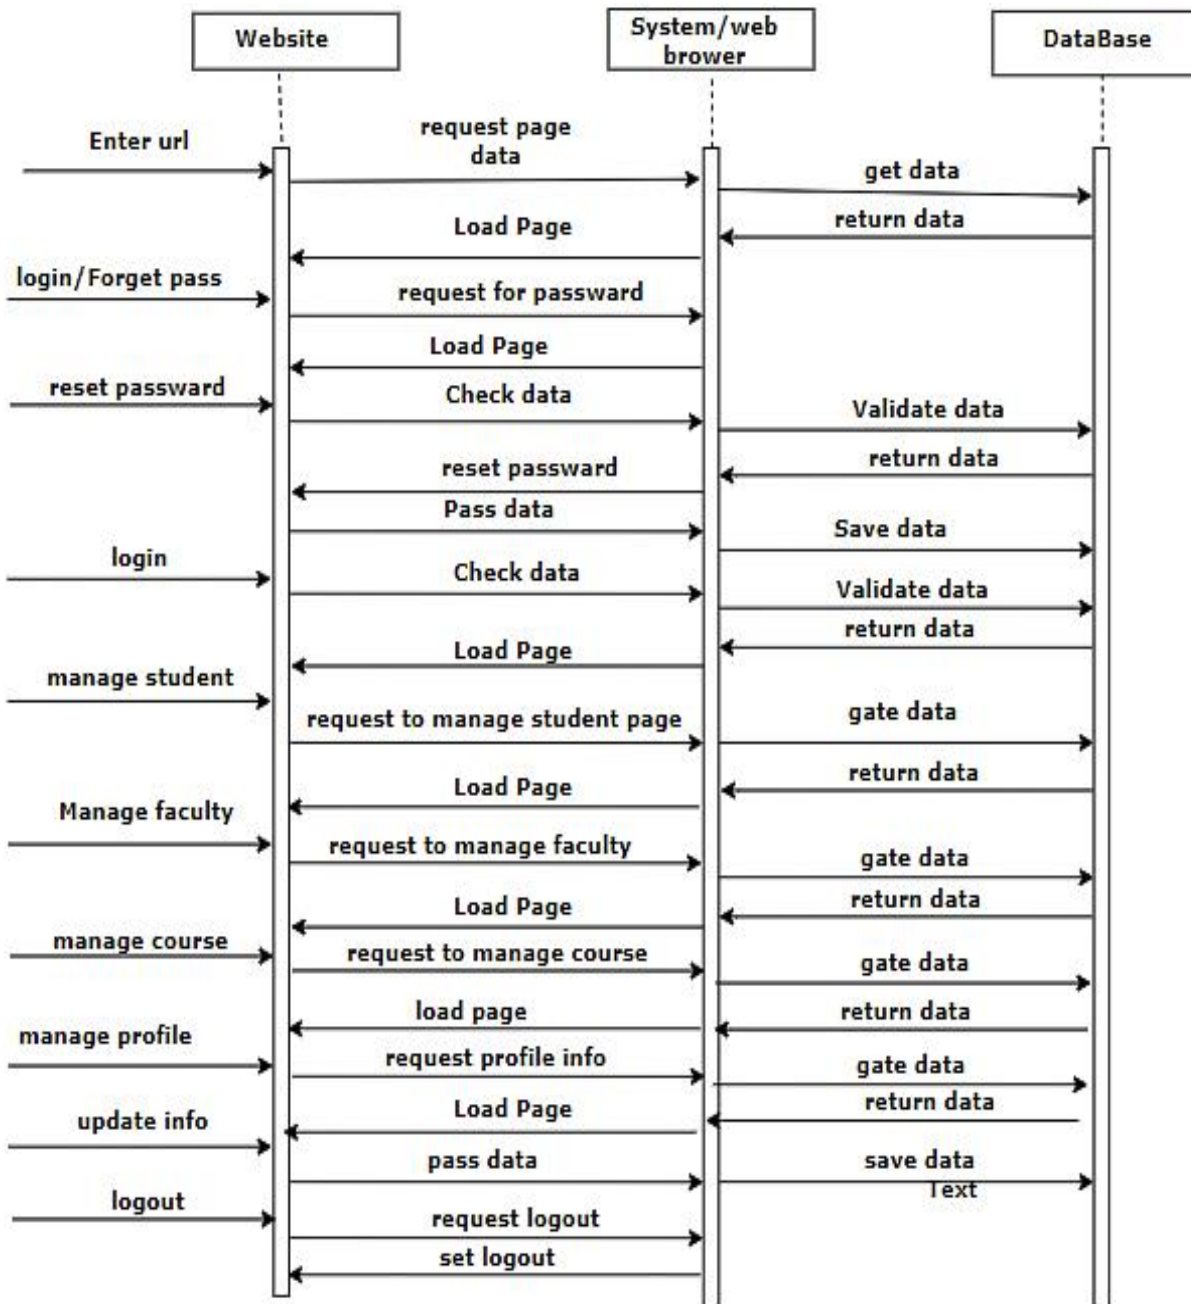 Website
System/web
brower
DataBase
Enter url
request page
data
get data
return data
Load Page
login/Forget pass
request for passward
Load Page
reset passward
Check data
Validate data
return data
reset passward
Pass data
Save data
login
Check data
Validate data
return data
Load Page
manage student
request to manage student page
gate data
return data
Load Page
Manage faculty
request to manage faculty
gate data
return data
Load Page
manage course
request to manage course
gate data
return data
load page
manage profile
request profile info
gate data
return data
Load Page
update info
pass data
save data
Text
logout
request logout
set logout